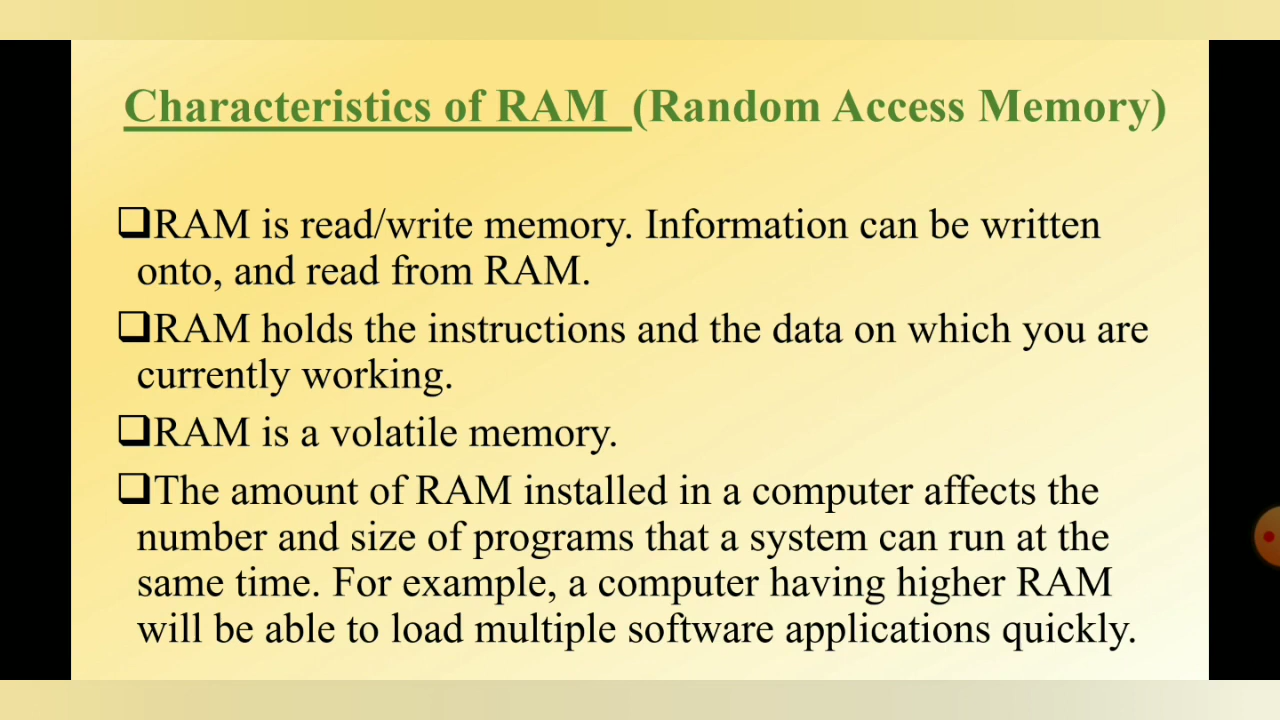 Characteristics of RAM (Random Access Memory)
❑RAM is read/write memory. Information can be written
onto, and read from RAM.
❑RAM holds the instructions and the data on which you are
currently working.
❑RAM is a volatile memory.
❑The amount of RAM installed in a computer affects the
number and size of programs that a system can run at the
same time. For example, a computer having higher RAM
will be able to load multiple software applications quickly.